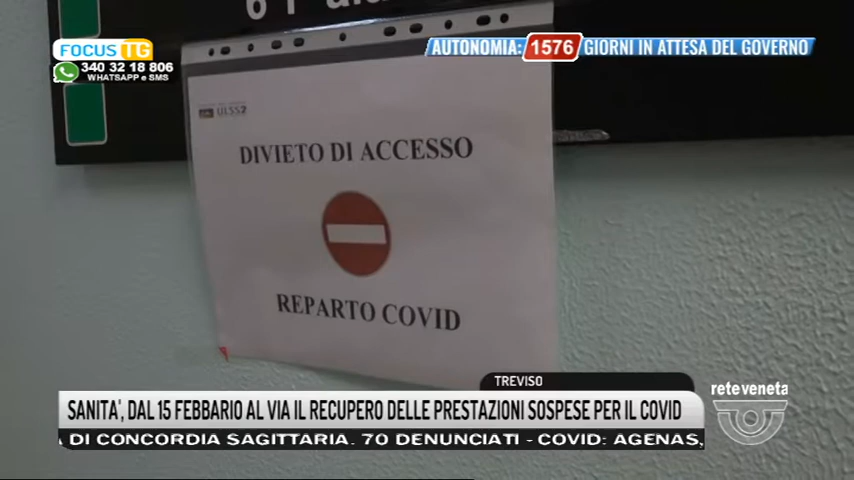 FOCUS TG
340 32 18 806
WHATSAPP e SMS
AUTONOMIA: 1576 GIORNI IN ATTESA DEL GOVERNO
ULSS2
DIVIETO DI ACCESSO
REPARTO COVID
TREVISO
SANITA', DAL 15 FEBBARIO AL VIA IL RECUPERO DELLE PRESTAZIONI SOSPESE PER IL COVID
reteveneta
A DI CONCORDIA SAGITTARIA. 70 DENUNCIATI - COVID: AGENAS,